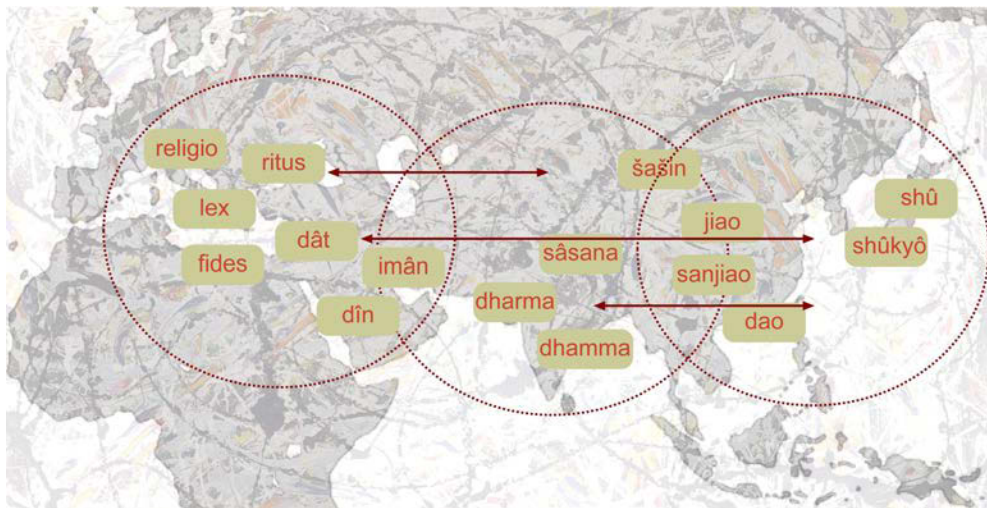 religio
ritus
lex
fides
dât
imân
dîn
šašin
sâsana
dharma
dhamma
jiao
sanjiao
dao
shû
shûkyô